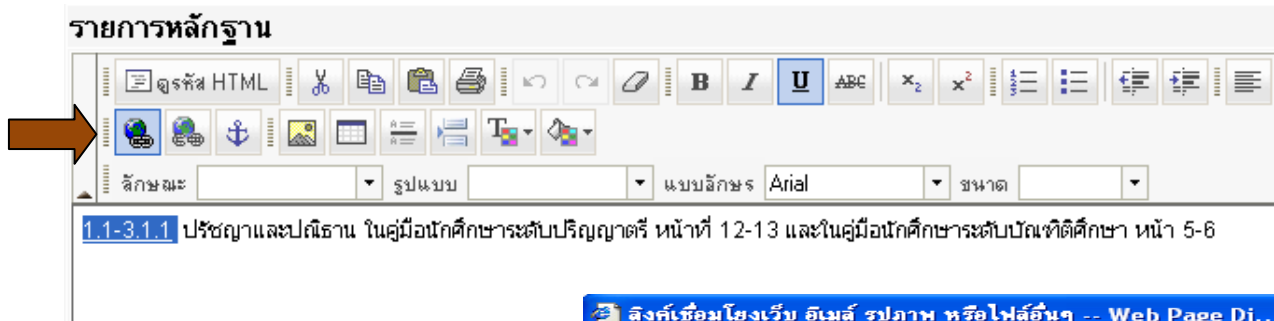 รายการหลักฐาน
ดูรหัส HTML B I U ABC x₂ x²
ลักษณะ รูปแบบ แบบอักษร Arial ขนาด
1.1-3.1.1 ปรัชญาและปณิธาน ในคู่มือนักศึกษาระดับปริญญาตรี หน้าที่ 12-13 และในคู่มือนักศึกษาระดับบัณฑิตศึกษา หน้า 5-6
ลิงค์เชื่อมโยงเว็บ อีเมล์ รูปภาพ หรือไฟล์อื่นๆ -- Web Page Di...